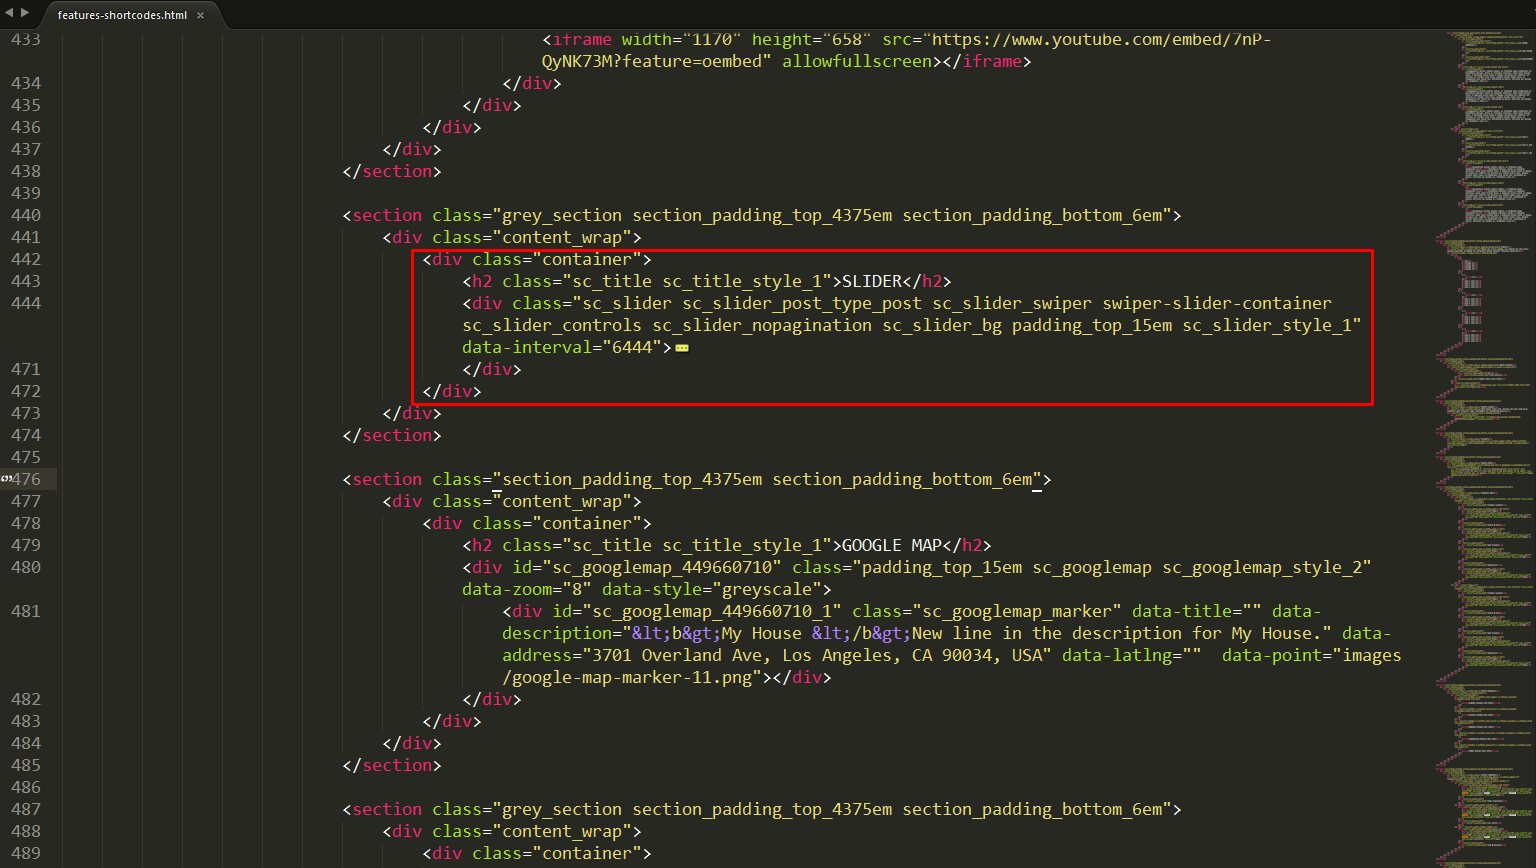 features-shortcodes.html ×
433 <iframe width="1170" height="658" src="https://www.youtube.com/embed/7nP-
QyNK73M?feature=oembed" allowfullscreen></iframe>
434 </div>
435 </div>
436 </div>
437 </div>
438 </section>
439
440 <section class="grey_section section_padding_top_4375em section_padding_bottom_6em">
441 <div class="content_wrap">
442 <div class="container">
443 <h2 class="sc_title sc_title_style_1">SLIDER</h2>
444 <div class="sc_slider sc_slider_post_type_post sc_slider_swiper swiper-slider-container
sc_slider_controls sc_slider_nopagination sc_slider_bg padding_top_15em sc_slider_style_1"
data-interval="6444">
471 </div>
472 </div>
473 </div>
474 </section>
475
476 <section class="section_padding_top_4375em section_padding_bottom_6em">
477 <div class="content_wrap">
478 <div class="container">
479 <h2 class="sc_title sc_title_style_1">GOOGLE MAP</h2>
480 <div id="sc_googlemap_449660710" class="padding_top_15em sc_googlemap sc_googlemap_style_2"
data-zoom="8" data-style="greyscale">
481 <div id="sc_googlemap_449660710_1" class="sc_googlemap_marker" data-title="" data-
description="&lt;b&gt;My House &lt;/b&gt;New line in the description for My House." data-
address="3701 Overland Ave, Los Angeles, CA 90034, USA" data-latlng="" data-point="images
/google-map-marker-11.png"></div>
482 </div>
483 </div>
484 </div>
485 </section>
486
487 <section class="grey_section section_padding_top_4375em section_padding_bottom_6em">
488 <div class="content_wrap">
489 <div class="container">